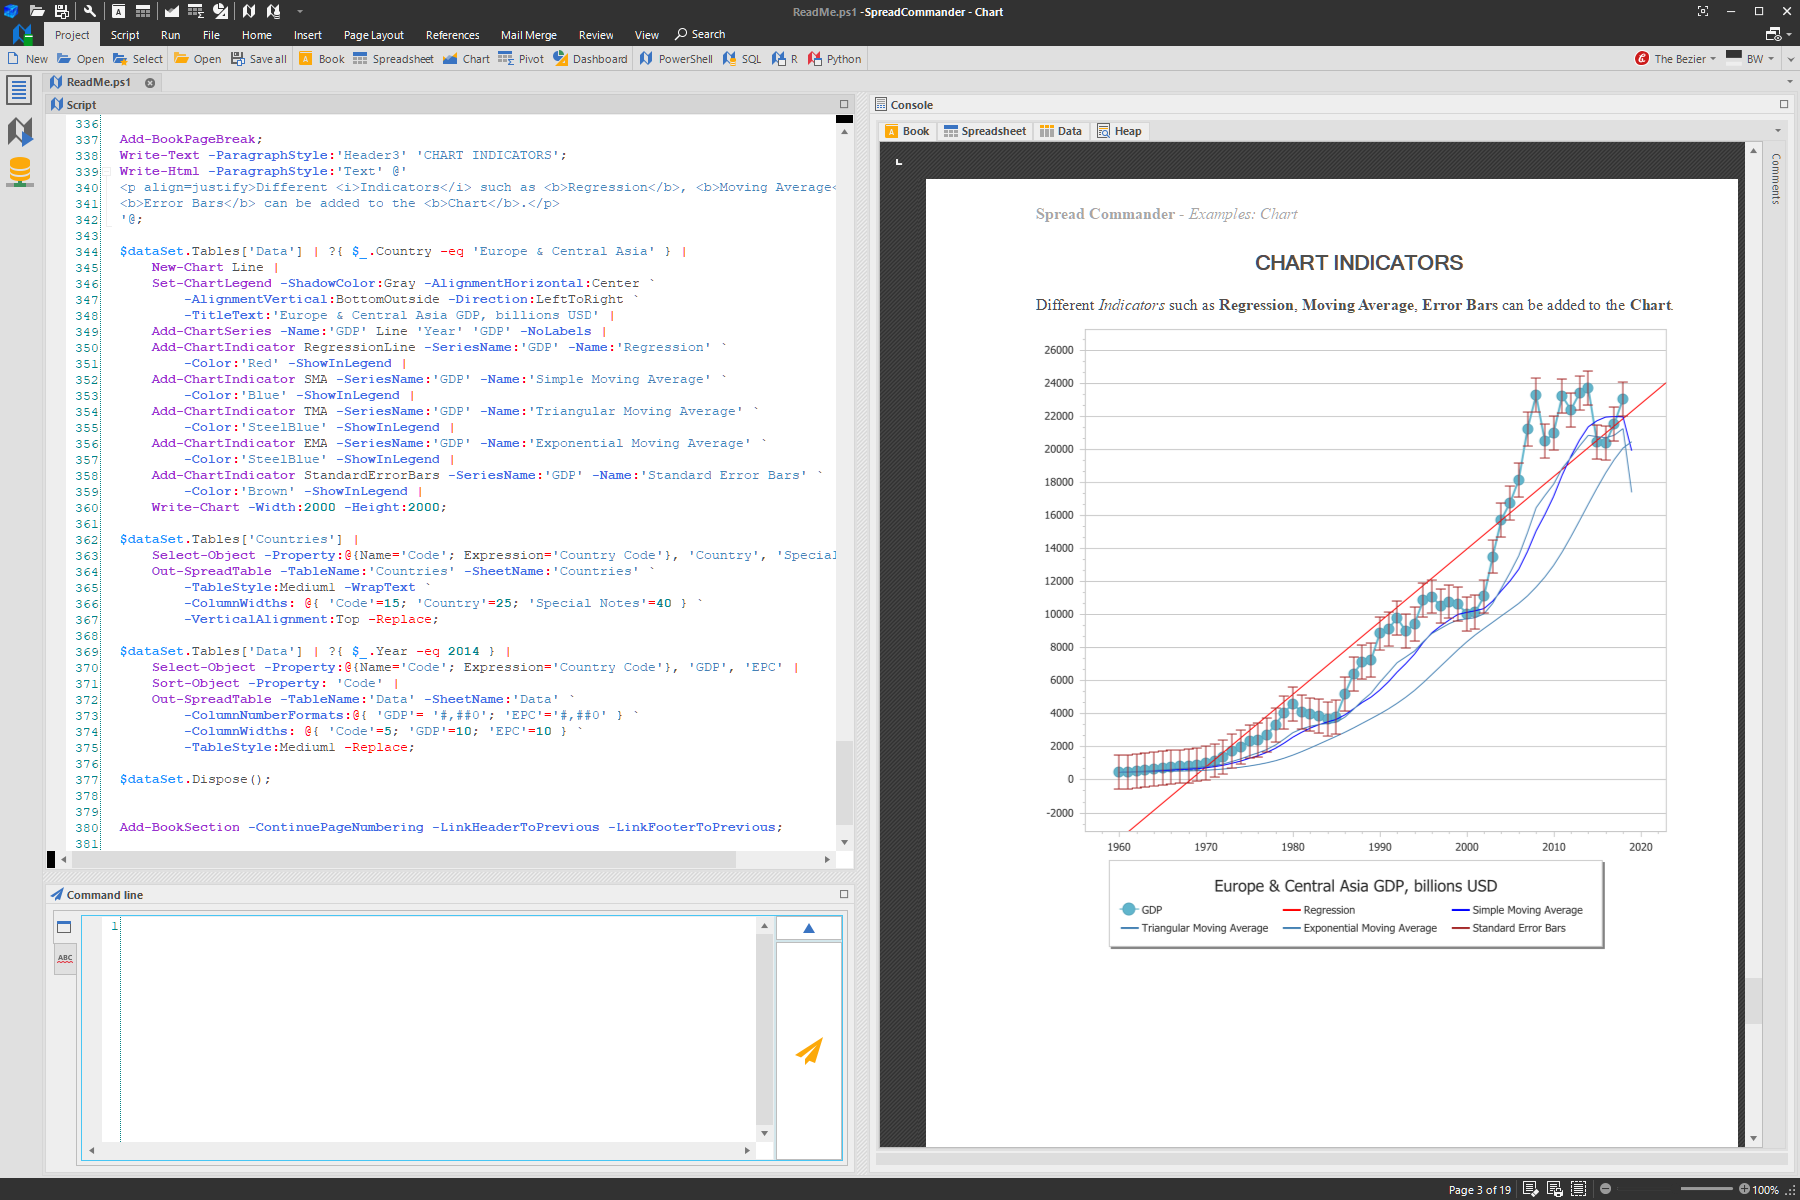 ReadMe.ps1 - SpreadCommander - Chart
Project Script Run File Home Insert Page Layout References Mail Merge Review View Search
New Open Select Open Save all Book Spreadsheet Chart Pivot Dashboard PowerShell SQL R Python The Bezier BW
ReadMe.ps1
Script
336
337 Add-BookPageBreak;
338 Write-Text -ParagraphStyle:'Header3' 'CHART INDICATORS';
339 Write-Html -ParagraphStyle:'Text' @'
340 <p align=justify>Different <i>Indicators</i> such as <b>Regression</b>, <b>Moving Average<
341 <b>Error Bars</b> can be added to the <b>Chart</b>.</p>
342 '@;
343
344 $dataSet.Tables['Data'] | ?{ $_.Country -eq 'Europe & Central Asia' } |
345 New-Chart Line |
346 Set-ChartLegend -ShadowColor:Gray -AlignmentHorizontal:Center `
347 -AlignmentVertical:BottomOutside -Direction:LeftToRight `
348 -TitleText:'Europe & Central Asia GDP, billions USD' |
349 Add-ChartSeries -Name:'GDP' Line 'Year' 'GDP' -NoLabels |
350 Add-ChartIndicator RegressionLine -SeriesName:'GDP' -Name:'Regression' `
351 -Color:'Red' -ShowInLegend |
352 Add-ChartIndicator SMA -SeriesName:'GDP' -Name:'Simple Moving Average' `
353 -Color:'Blue' -ShowInLegend |
354 Add-ChartIndicator TMA -SeriesName:'GDP' -Name:'Triangular Moving Average' `
355 -Color:'SteelBlue' -ShowInLegend |
356 Add-ChartIndicator EMA -SeriesName:'GDP' -Name:'Exponential Moving Average' `
357 -Color:'SteelBlue' -ShowInLegend |
358 Add-ChartIndicator StandardErrorBars -SeriesName:'GDP' -Name:'Standard Error Bars' `
359 -Color:'Brown' -ShowInLegend |
360 Write-Chart -Width:2000 -Height:2000;
361
362 $dataSet.Tables['Countries'] |
363 Select-Object -Property:@{Name='Code'; Expression='Country Code'}, 'Country', 'Special
364 Out-SpreadTable -TableName:'Countries' -SheetName:'Countries' `
365 -TableStyle:Medium1 -WrapText `
366 -ColumnWidths: @{ 'Code'=15; 'Country'=25; 'Special Notes'=40 } `
367 -VerticalAlignment:Top -Replace;
368
369 $dataSet.Tables['Data'] | ?{ $_.Year -eq 2014 } |
370 Select-Object -Property:@{Name='Code'; Expression='Country Code'}, 'GDP', 'EPC' |
371 Sort-Object -Property: 'Code' |
372 Out-SpreadTable -TableName:'Data' -SheetName:'Data' `
373 -ColumnNumberFormats:@{ 'GDP'= '#,##0'; 'EPC'='#,##0' } `
374 -ColumnWidths: @{ 'Code'=5; 'GDP'=10; 'EPC'=10 } `
375 -TableStyle:Medium1 -Replace;
376
377 $dataSet.Dispose();
378
379
380 Add-BookSection -ContinuePageNumbering -LinkHeaderToPrevious -LinkFooterToPrevious;
381
Command line
1
ABC
Console
Book Spreadsheet Data Heap
Comments
Spread Commander - Examples: Chart
CHART INDICATORS
Different Indicators such as Regression, Moving Average, Error Bars can be added to the Chart.
26000
24000
22000
20000
18000
16000
14000
12000
10000
8000
6000
4000
2000
0
-2000
1960 1970 1980 1990 2000 2010 2020
Europe & Central Asia GDP, billions USD
GDP Regression Simple Moving Average
Triangular Moving Average Exponential Moving Average Standard Error Bars
Page 3 of 19 100%